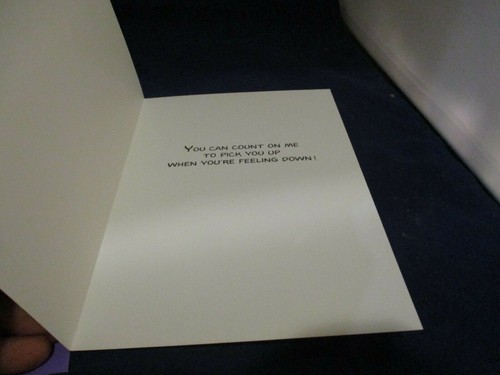 YOU CAN COUNT ON ME
TO PICK YOU UP
WHEN YOU'RE FEELING DOWN!